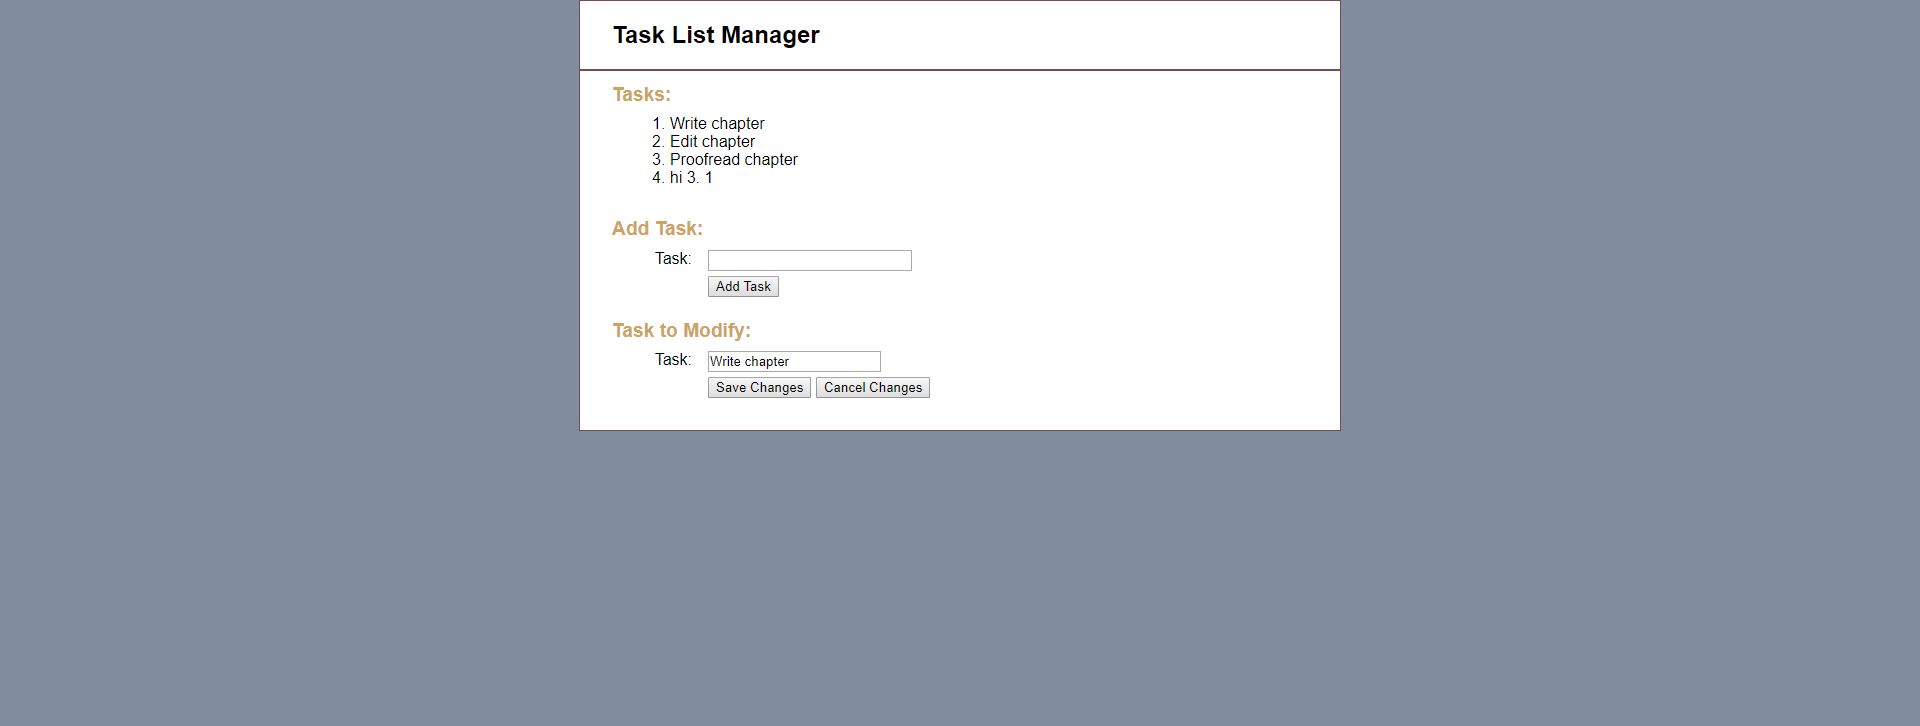 Task List Manager
Tasks:
1. Write chapter
2. Edit chapter
3. Proofread chapter
4. hi 3. 1
Add Task:
Task:
Add Task
Task to Modify:
Task: Write chapter
Save Changes Cancel Changes